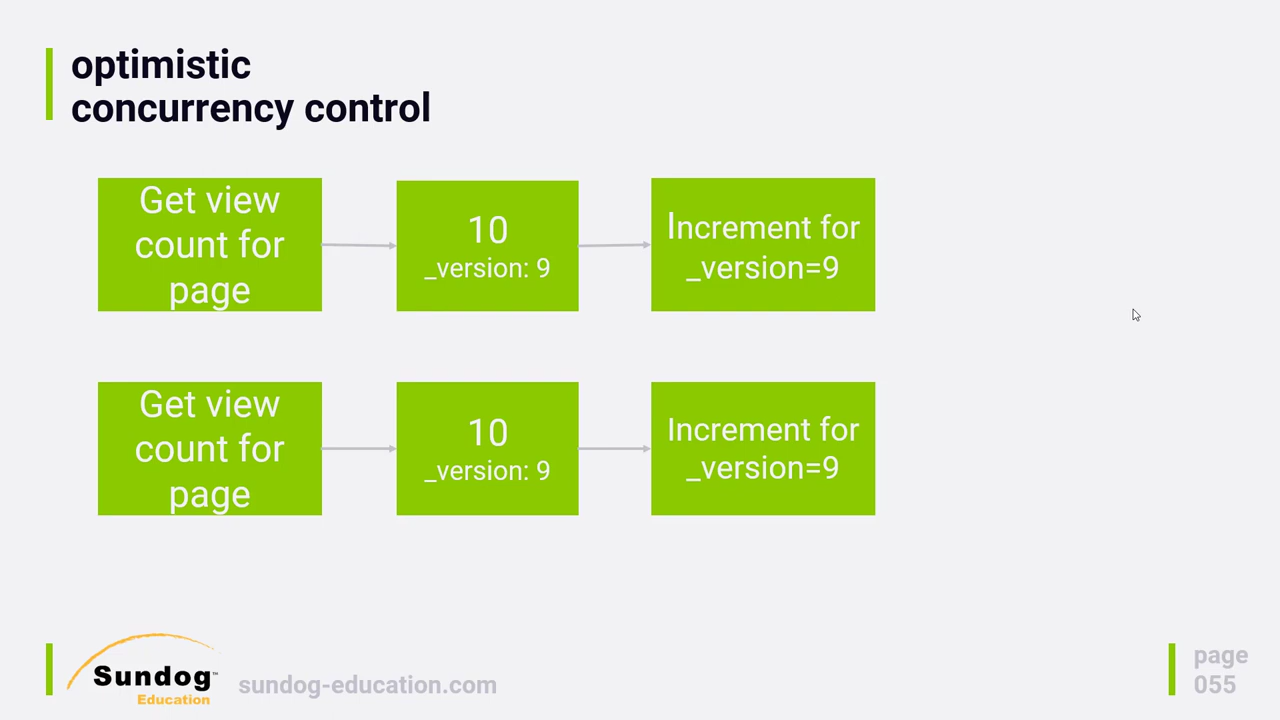 optimistic
concurrency control
Get view
count for
page
10
_version: 9
Increment for
_version=9
Get view
count for
page
10
_version: 9
Increment for
_version=9
Sundog™
Education
sundog-education.com
page
055